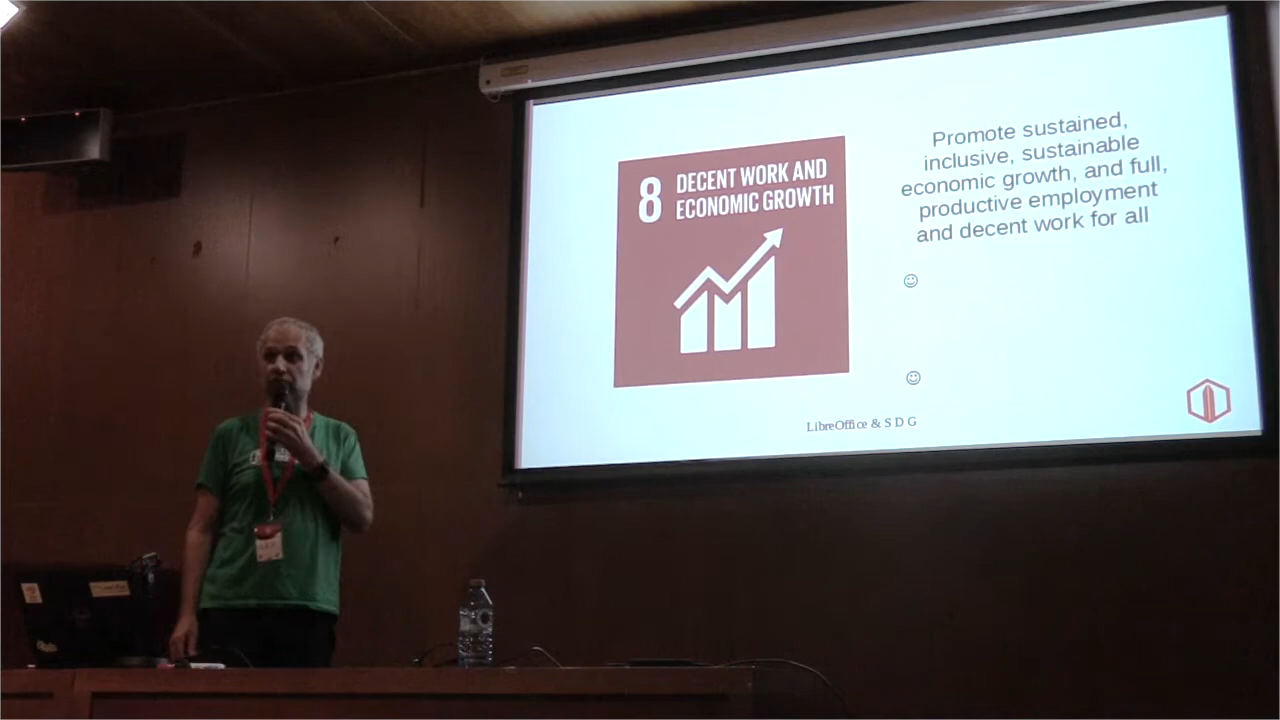 8
DECENT WORK AND
ECONOMIC GROWTH
Promote sustained,
inclusive, sustainable
economic growth, and full,
productive employment
and decent work for all
LibreOffice & S D G